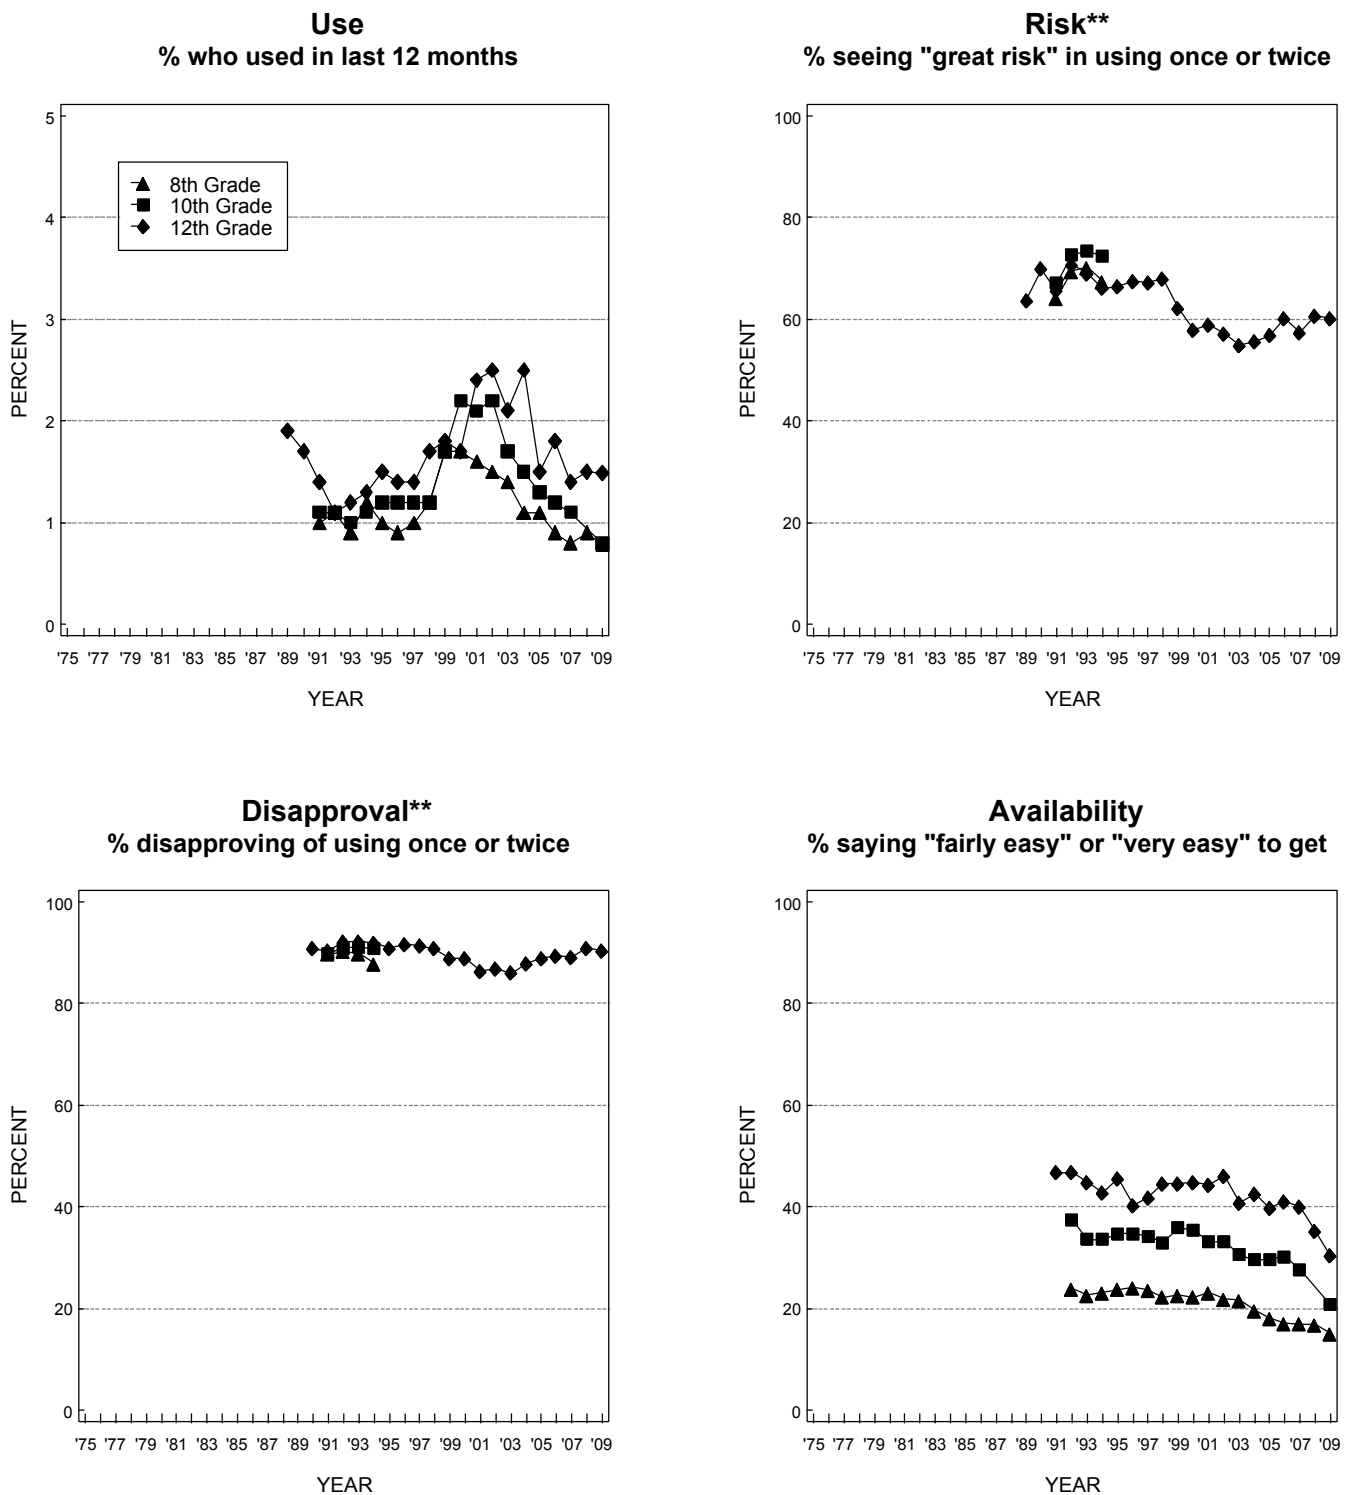 Use
% who used in last 12 months
5
4
3
2
1
0
PERCENT
8th Grade
10th Grade
12th Grade
'75 '77 '79 '81 '83 '85 '87 '89 '91 '93 '95 '97 '99 '01 '03 '05 '07 '09
YEAR
Risk**
% seeing "great risk" in using once or twice
100
80
60
40
20
0
PERCENT
'75 '77 '79 '81 '83 '85 '87 '89 '91 '93 '95 '97 '99 '01 '03 '05 '07 '09
YEAR
Disapproval**
% disapproving of using once or twice
100
80
60
40
20
0
PERCENT
'75 '77 '79 '81 '83 '85 '87 '89 '91 '93 '95 '97 '99 '01 '03 '05 '07 '09
YEAR
Availability
% saying "fairly easy" or "very easy" to get
100
80
60
40
20
0
PERCENT
'75 '77 '79 '81 '83 '85 '87 '89 '91 '93 '95 '97 '99 '01 '03 '05 '07 '09
YEAR